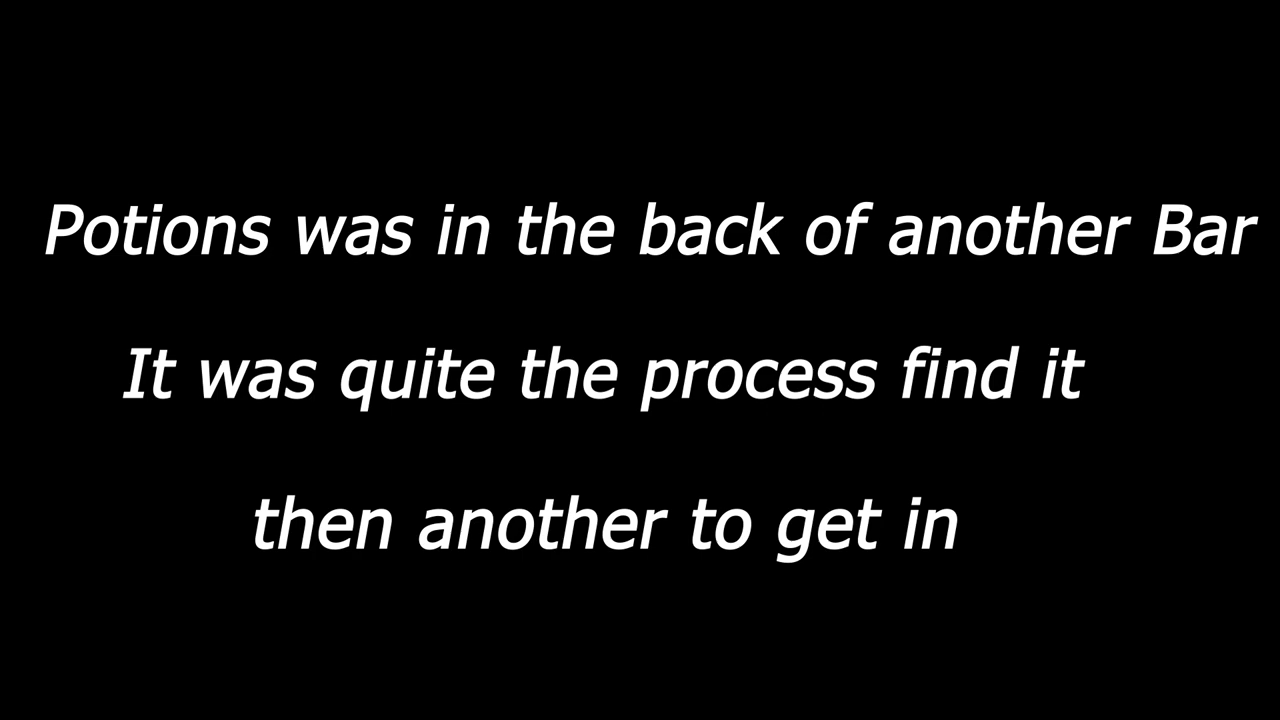 Potions was in the back of another Bar
It was quite the process find it
then another to get in